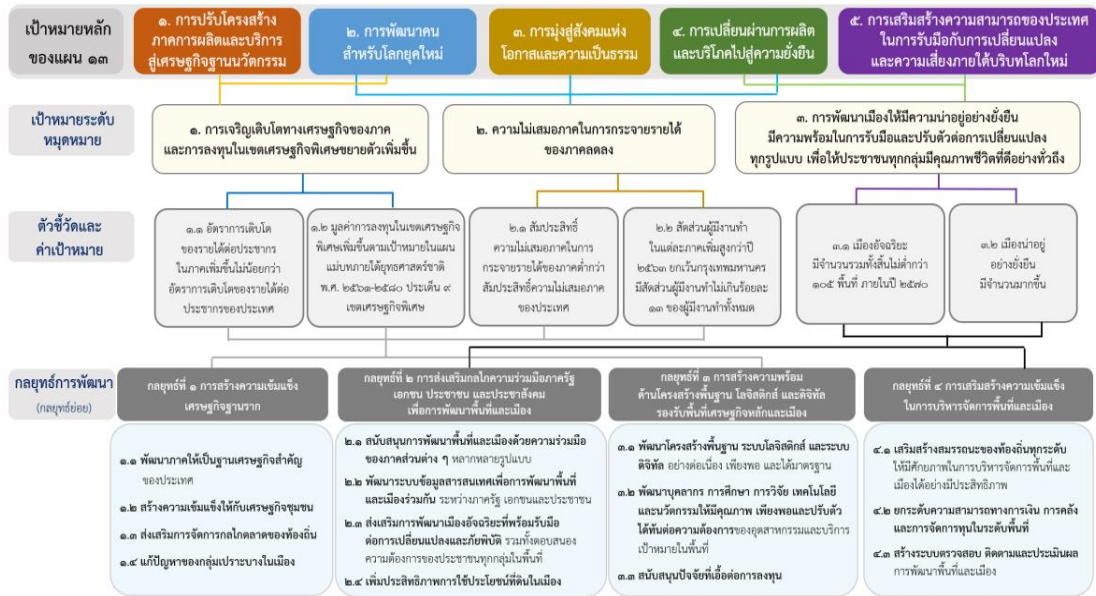 เป้าหมายหลัก
ของแผน ๑๓
๑. การปรับโครงสร้าง
ภาคการผลิตและบริการ
สู่เศรษฐกิจฐานนวัตกรรม
๒. การพัฒนาคน
สำหรับโลกยุคใหม่
๓. การมุ่งสู่สังคมแห่ง
โอกาสและความเป็นธรรม
๔. การเปลี่ยนผ่านการผลิต
และบริโภคไปสู่ความยั่งยืน
๕. การเสริมสร้างความสามารถของประเทศ
ในการรับมือกับการเปลี่ยนแปลง
และความเสี่ยงภายใต้บริบทโลกใหม่
เป้าหมายระดับ
หมุดหมาย
๑. การเจริญเติบโตทางเศรษฐกิจของภาค
และการลงทุนในเขตเศรษฐกิจพิเศษขยายตัวเพิ่มขึ้น
๒. ความไม่เสมอภาคในการกระจายรายได้
ของภาคลดลง
๓. การพัฒนาเมืองให้มีความน่าอยู่อย่างยั่งยืน
มีความพร้อมในการรับมือและปรับตัวต่อการเปลี่ยนแปลง
ทุกรูปแบบ เพื่อให้ประชาชนทุกกลุ่มมีคุณภาพชีวิตที่ดีอย่างทั่วถึง
ตัวชี้วัดและ
ค่าเป้าหมาย
๑.๑ อัตราการเติบโต
ของรายได้ต่อประชากร
ในภาคเพิ่มขึ้นไม่น้อยกว่า
อัตราการเติบโตของรายได้ต่อ
ประชากรของประเทศ
๑.๒ มูลค่าการลงทุนในเขตเศรษฐกิจ
พิเศษเพิ่มขึ้นตามเป้าหมายในแผน
แม่บทภายใต้ยุทธศาสตร์ชาติ
พ.ศ. ๒๕๖๑-๒๕๘๐ ประเด็น ๙
เขตเศรษฐกิจพิเศษ
๒.๑ สัมประสิทธิ์
ความไม่เสมอภาคในการ
กระจายรายได้ของภาคต่ำกว่า
สัมประสิทธิ์ความไม่เสมอภาค
ของประเทศ
๒.๒ สัดส่วนผู้มีงานทำ
ในแต่ละภาคเพิ่มสูงกว่าปี
๒๕๖๓ ยกเว้นกรุงเทพมหานคร
มีสัดส่วนผู้มีงานทำไม่เกินร้อยละ
๑๓ ของผู้มีงานทำทั้งหมด
๓.๑ เมืองอัจฉริยะ
มีจำนวนรวมทั้งสิ้นไม่ต่ำกว่า
๑๐๕ พื้นที่ ภายในปี ๒๕๗๐
๓.๒ เมืองน่าอยู่
อย่างยั่งยืน
มีจำนวนมากขึ้น
กลยุทธ์การพัฒนา
(กลยุทธ์ย่อย)
กลยุทธ์ที่ ๑ การสร้างความเข้มแข็ง
เศรษฐกิจฐานราก
๑.๑ พัฒนาภาคให้เป็นฐานเศรษฐกิจสำคัญ
ของประเทศ
๑.๒ สร้างความเข้มแข็งให้กับเศรษฐกิจชุมชน
๑.๓ ส่งเสริมการจัดการกลไกตลาดของท้องถิ่น
๑.๔ แก้ปัญหาของกลุ่มเปราะบางในเมือง
กลยุทธ์ที่ ๒ การส่งเสริมกลไกความร่วมมือภาครัฐ
เอกชน ประชาชน และประชาสังคม
เพื่อการพัฒนาพื้นที่และเมือง
๒.๑ สนับสนุนการพัฒนาพื้นที่และเมืองด้วยความร่วมมือ
ของภาคส่วนต่าง ๆ หลากหลายรูปแบบ
๒.๒ พัฒนาระบบข้อมูลสารสนเทศเพื่อการพัฒนาพื้นที่
และเมืองร่วมกัน ระหว่างภาครัฐ เอกชนและประชาชน
๒.๓ ส่งเสริมการพัฒนาเมืองอัจฉริยะที่พร้อมรับมือ
ต่อการเปลี่ยนแปลงและภัยพิบัติ รวมทั้งตอบสนอง
ความต้องการของประชาชนทุกกลุ่มในพื้นที่
๒.๔ เพิ่มประสิทธิภาพการใช้ประโยชน์ที่ดินในเมือง
กลยุทธ์ที่ ๓ การสร้างความพร้อม
ด้านโครงสร้างพื้นฐาน โลจิสติกส์ และดิจิทัล
รองรับพื้นที่เศรษฐกิจหลักและเมือง
๓.๑ พัฒนาโครงสร้างพื้นฐาน ระบบโลจิสติกส์ และระบบ
ดิจิทัล อย่างต่อเนื่อง เพียงพอ และได้มาตรฐาน
๓.๒ พัฒนาบุคลากร การศึกษา การวิจัย เทคโนโลยี
และนวัตกรรมให้มีคุณภาพ เพียงพอและปรับตัว
ได้ทันต่อความต้องการของอุตสาหกรรมและบริการ
เป้าหมายในพื้นที่
๓.๓ สนับสนุนปัจจัยที่เอื้อต่อการลงทุน
กลยุทธ์ที่ ๔ การเสริมสร้างความเข้มแข็ง
ในการบริหารจัดการพื้นที่และเมือง
๔.๑ เสริมสร้างสมรรถนะของท้องถิ่นทุกระดับ
ให้มีศักยภาพในการบริหารจัดการพื้นที่และ
เมืองได้อย่างมีประสิทธิภาพ
๔.๒ ยกระดับความสามารถทางการเงิน การคลัง
และการจัดการทุนในระดับพื้นที่
๔.๓ สร้างระบบตรวจสอบ ติดตามและประเมินผล
การพัฒนาพื้นที่และเมือง